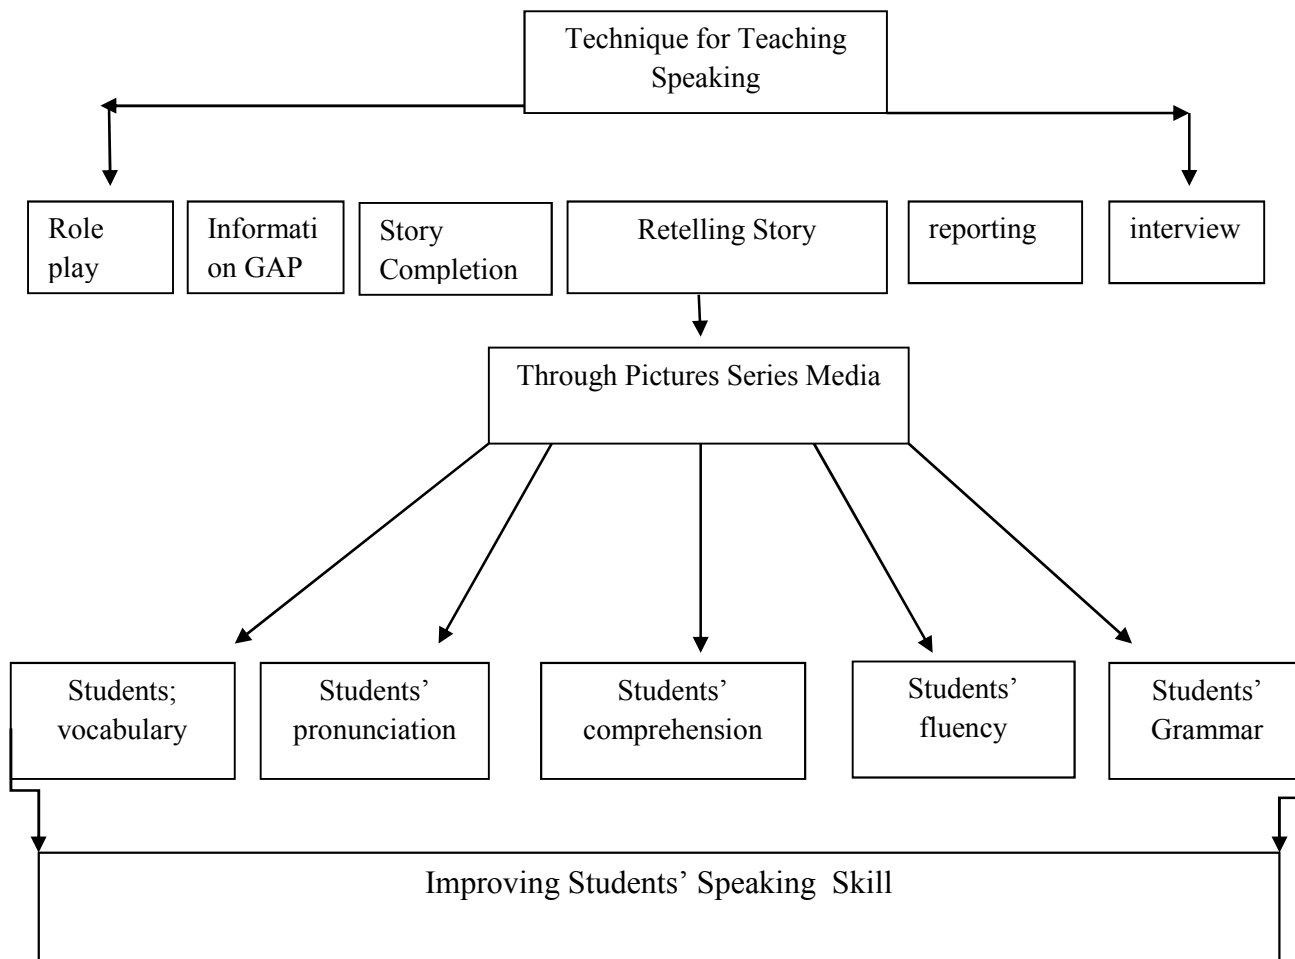 Technique for Teaching
Speaking
Role
play
Informati
on GAP
Story
Completion
Retelling Story
reporting
interview
Through Pictures Series Media
Students;
vocabulary
Students’
pronunciation
Students’
comprehension
Students’
fluency
Students’
Grammar
Improving Students’ Speaking Skill